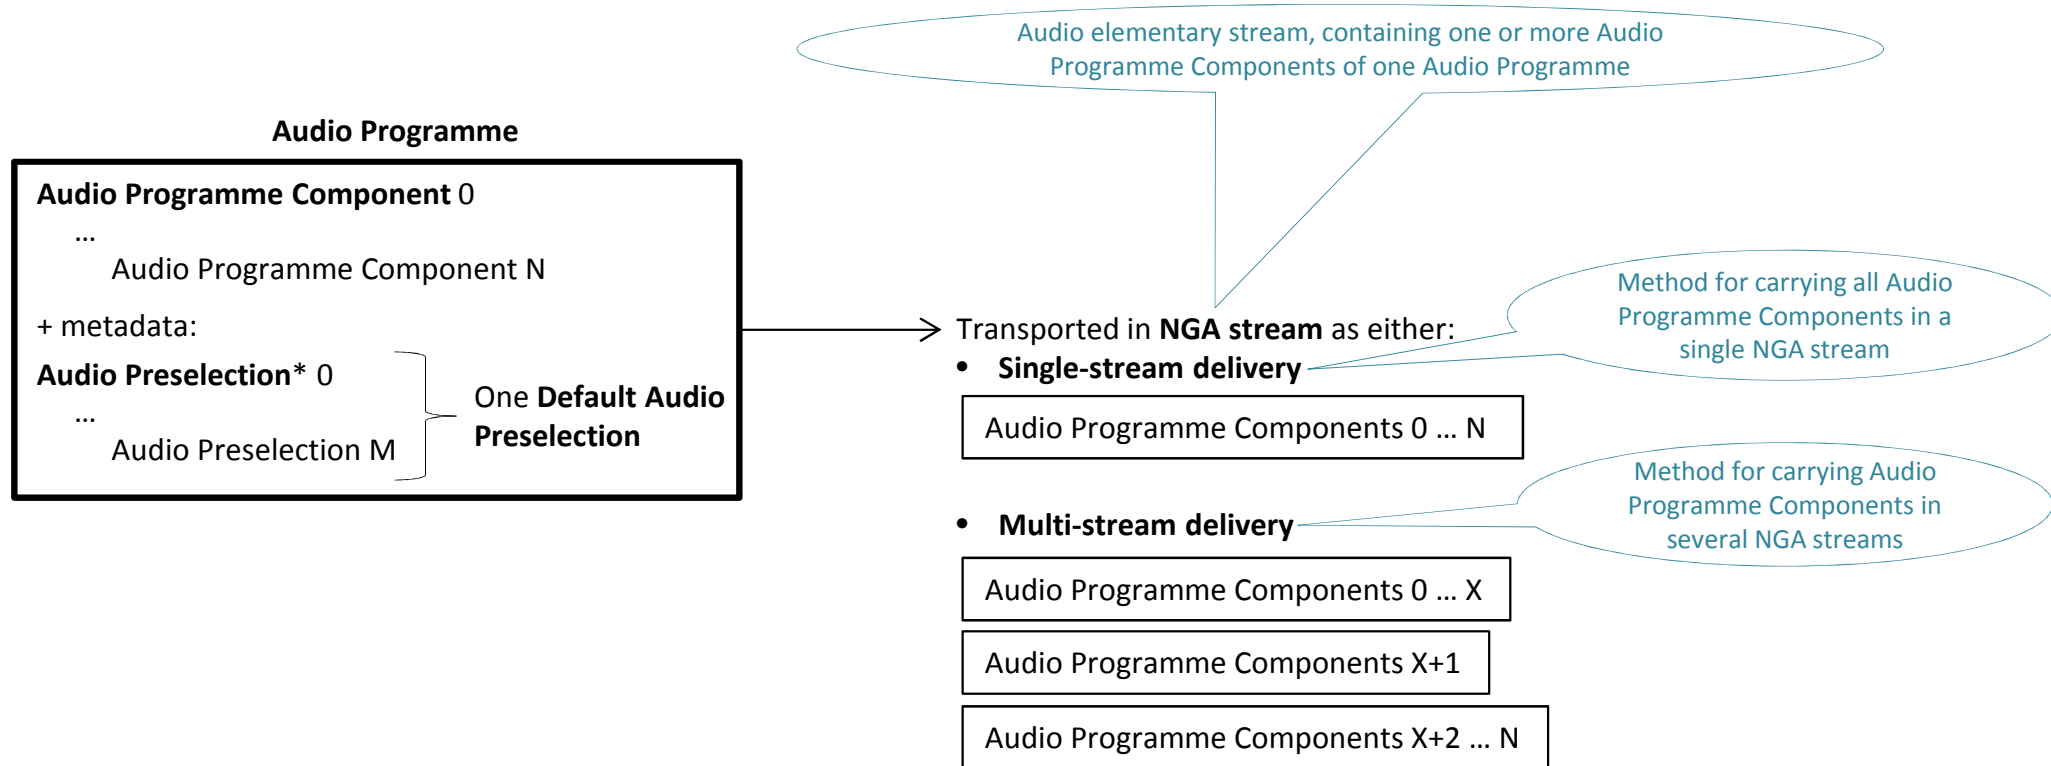 Audio elementary stream, containing one or more Audio
Programme Components of one Audio Programme
Audio Programme
Audio Programme Component 0
...
Audio Programme Component N
+ metadata:
Audio Preselection* 0
...
Audio Preselection M
One Default Audio
Preselection
Transported in NGA stream as either:
• Single-stream delivery
Audio Programme Components 0 ... N
Method for carrying all Audio
Programme Components in a
single NGA stream
• Multi-stream delivery
Method for carrying Audio
Programme Components in
several NGA streams
Audio Programme Components 0 ... X
Audio Programme Components X+1
Audio Programme Components X+2 ... N